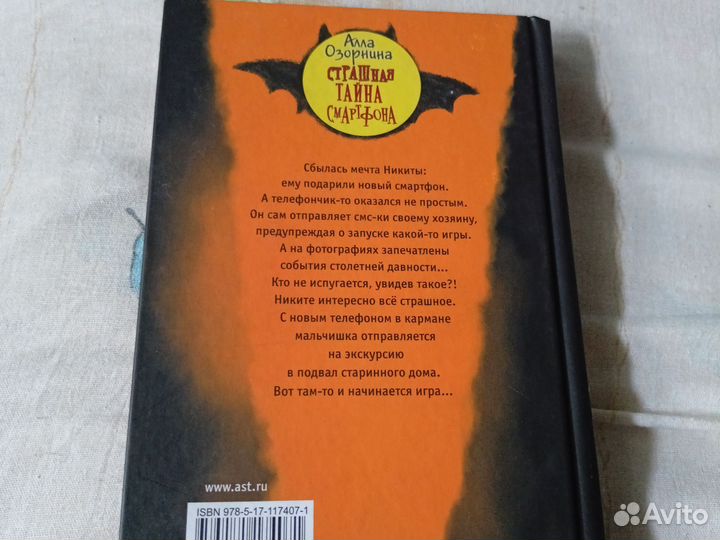 Алла
Озорнина
СТРАШНАЯ
ТАЙНА
СМАРТФОНА
Сбылась мечта Никиты:
ему подарили новый смартфон.
А телефончик-то оказался не простым.
Он сам отправляет смс-ки своему хозяину,
предупреждая о запуске какой-то игры.
А на фотографиях запечатлены
события столетней давности...
Кто не испугается, увидев такое?!
Никите интересно всё страшное.
С новым телефоном в кармане
мальчишка отправляется
на экскурсию
в подвал старинного дома.
Вот там-то и начинается игра...
www.ast.ru
ISBN 978-5-17-117407-1
Avito